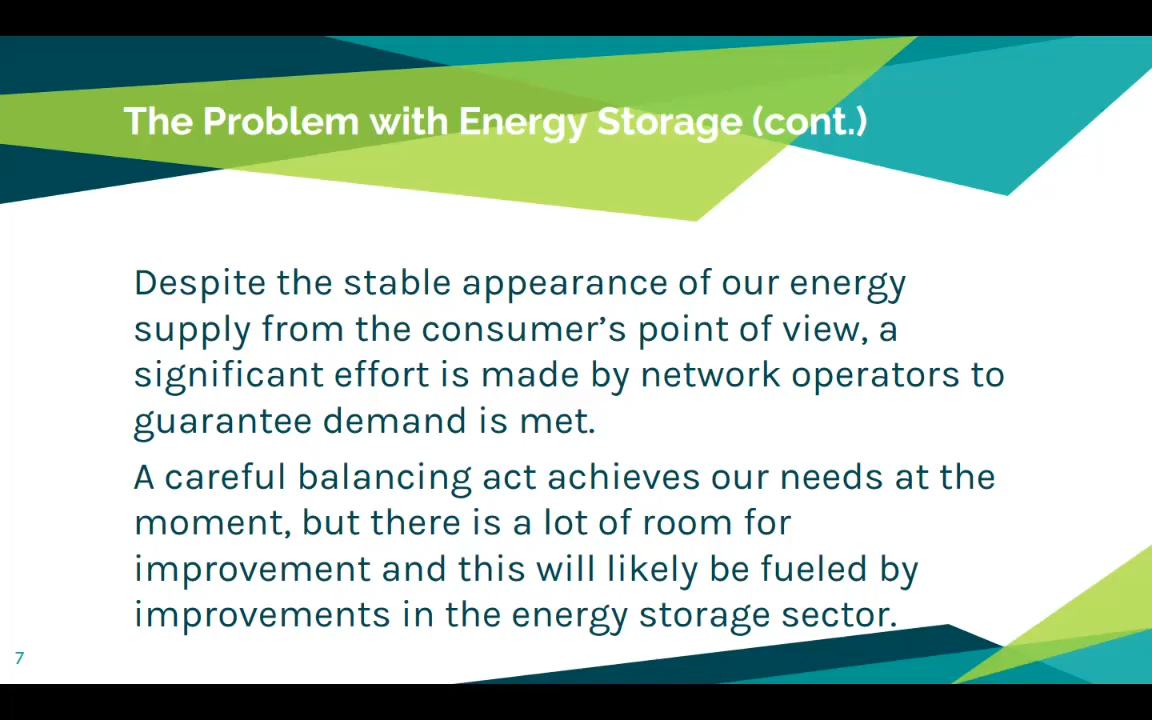 The Problem with Energy Storage (cont.)
Despite the stable appearance of our energy
supply from the consumer’s point of view, a
significant effort is made by network operators to
guarantee demand is met.
A careful balancing act achieves our needs at the
moment, but there is a lot of room for
improvement and this will likely be fueled by
improvements in the energy storage sector.
7